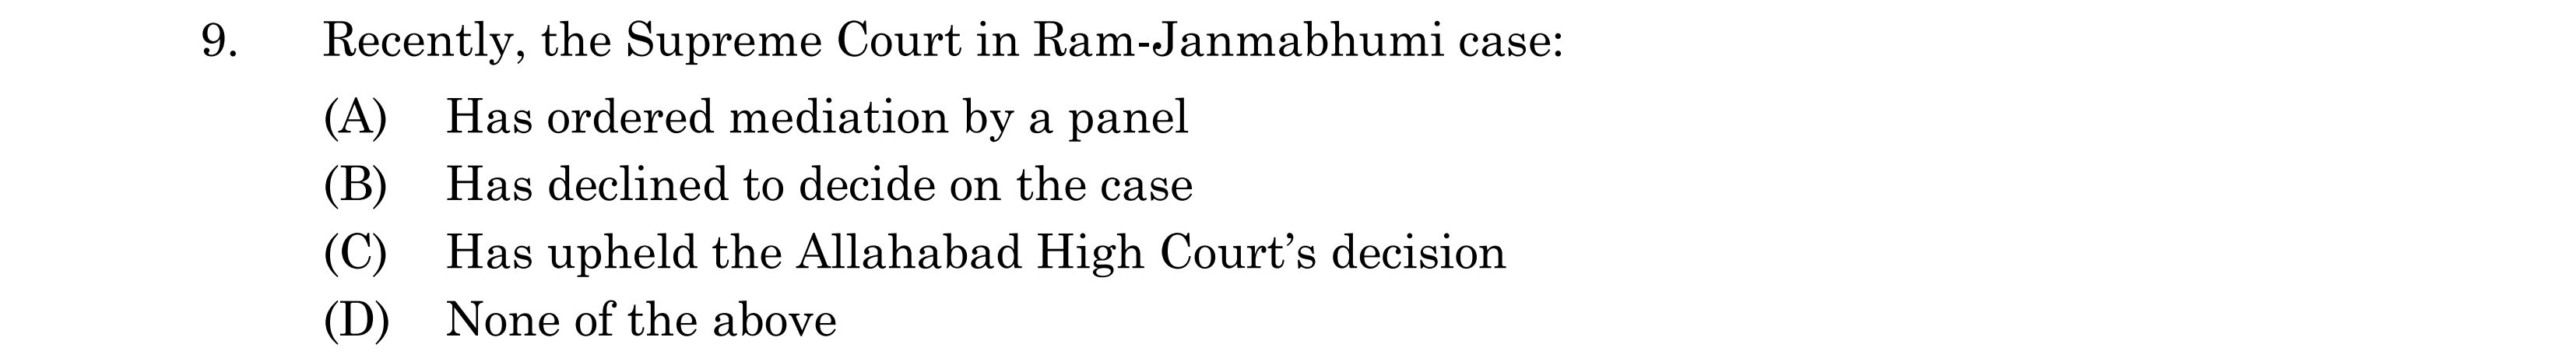 9. Recently, the Supreme Court in Ram-Janmabhumi case:
(A) Has ordered mediation by a panel
(B) Has declined to decide on the case
(C) Has upheld the Allahabad High Court’s decision
(D) None of the above